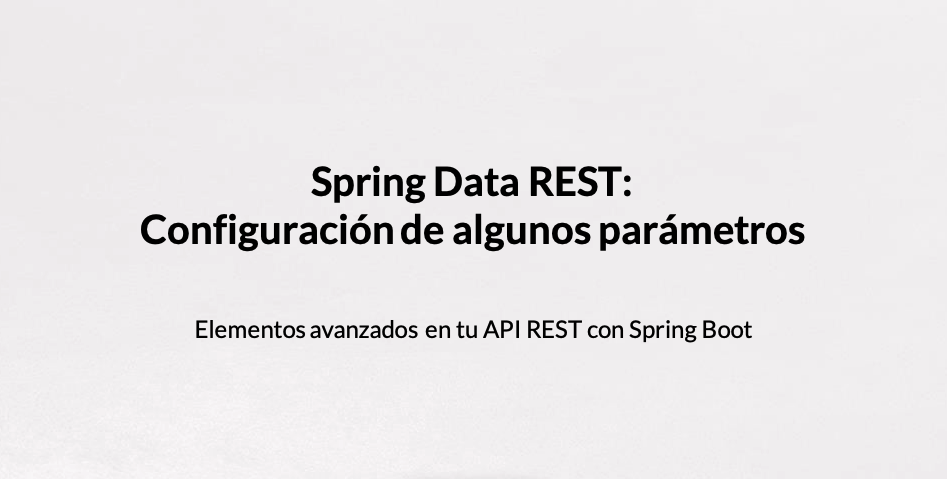 Spring Data REST:
Configuración de algunos parámetros
Elementos avanzados en tu API REST con Spring Boot